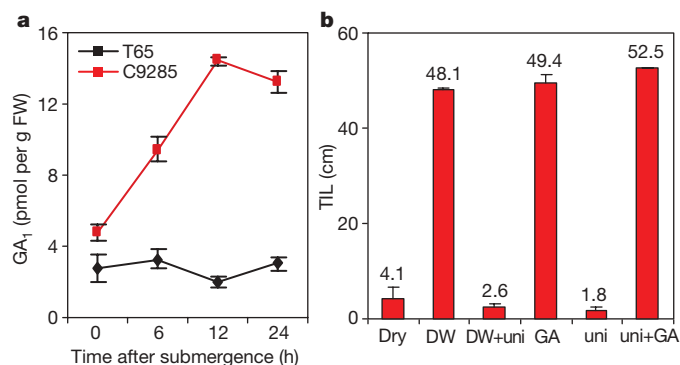 a
16
12
8
4
0
GA₁ (pmol per g FW)
T65
C9285
0 6 12 24
Time after submergence (h)
b
60
40
20
0
TIL (cm)
4.1
48.1
2.6
49.4
1.8
52.5
Dry DW DW+uni GA uni uni+GA